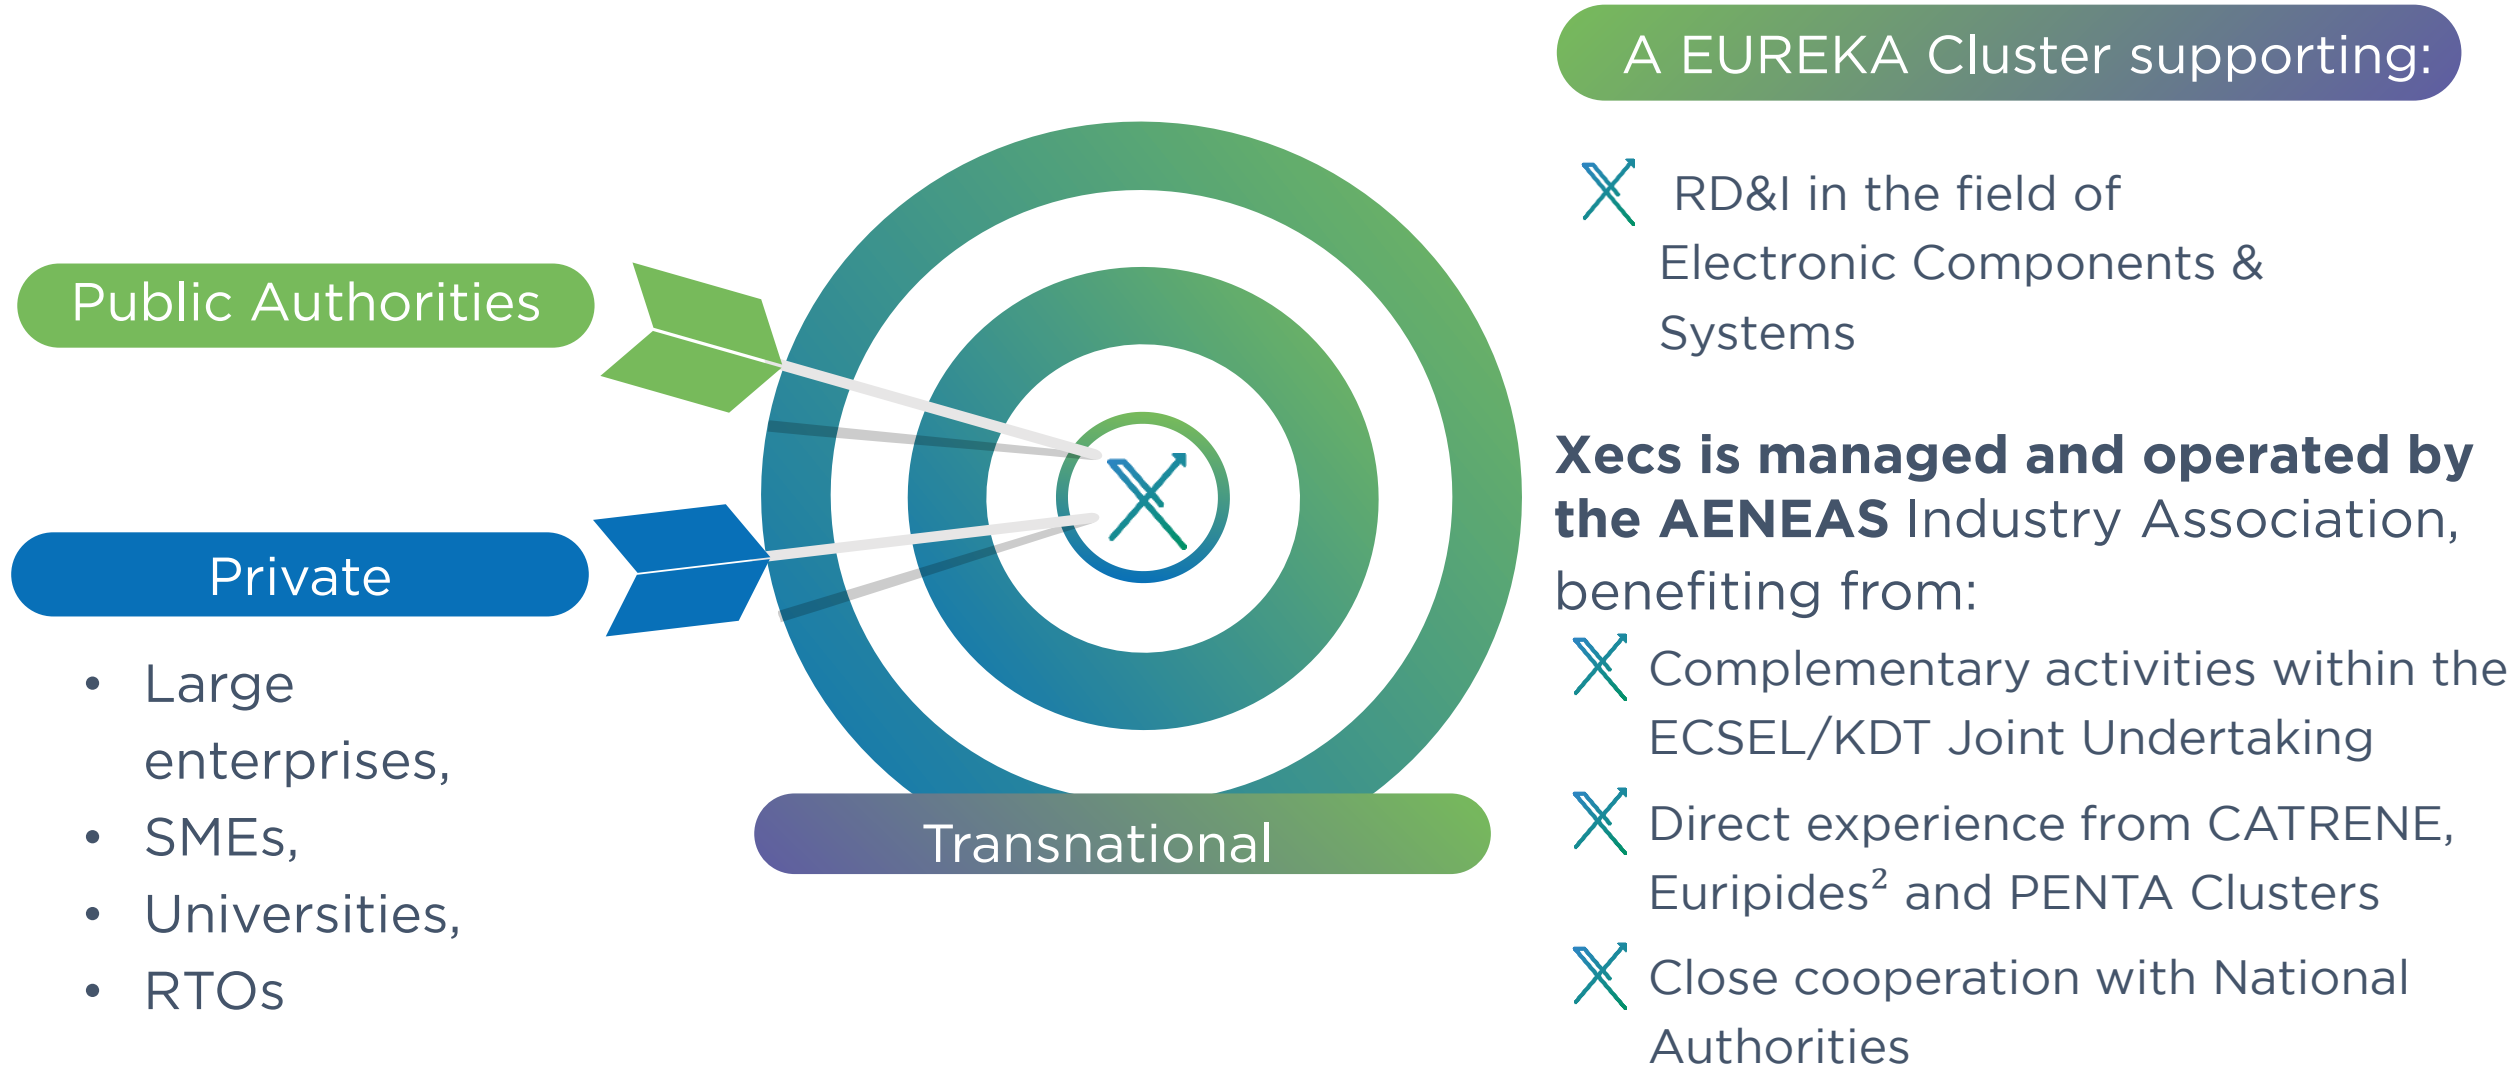 Public Authorities
Private
• Large
enterprises,
• SMEs,
• Universities,
• RTOs
Transnational
A EUREKA Cluster supporting:
RD&I in the field of
Electronic Components &
Systems
Xecs is managed and operated by
the AENEAS Industry Association,
benefiting from:
Complementary activities within the
ECSEL/KDT Joint Undertaking
Direct experience from CATRENE,
Euripides² and PENTA Clusters
Close cooperation with National
Authorities